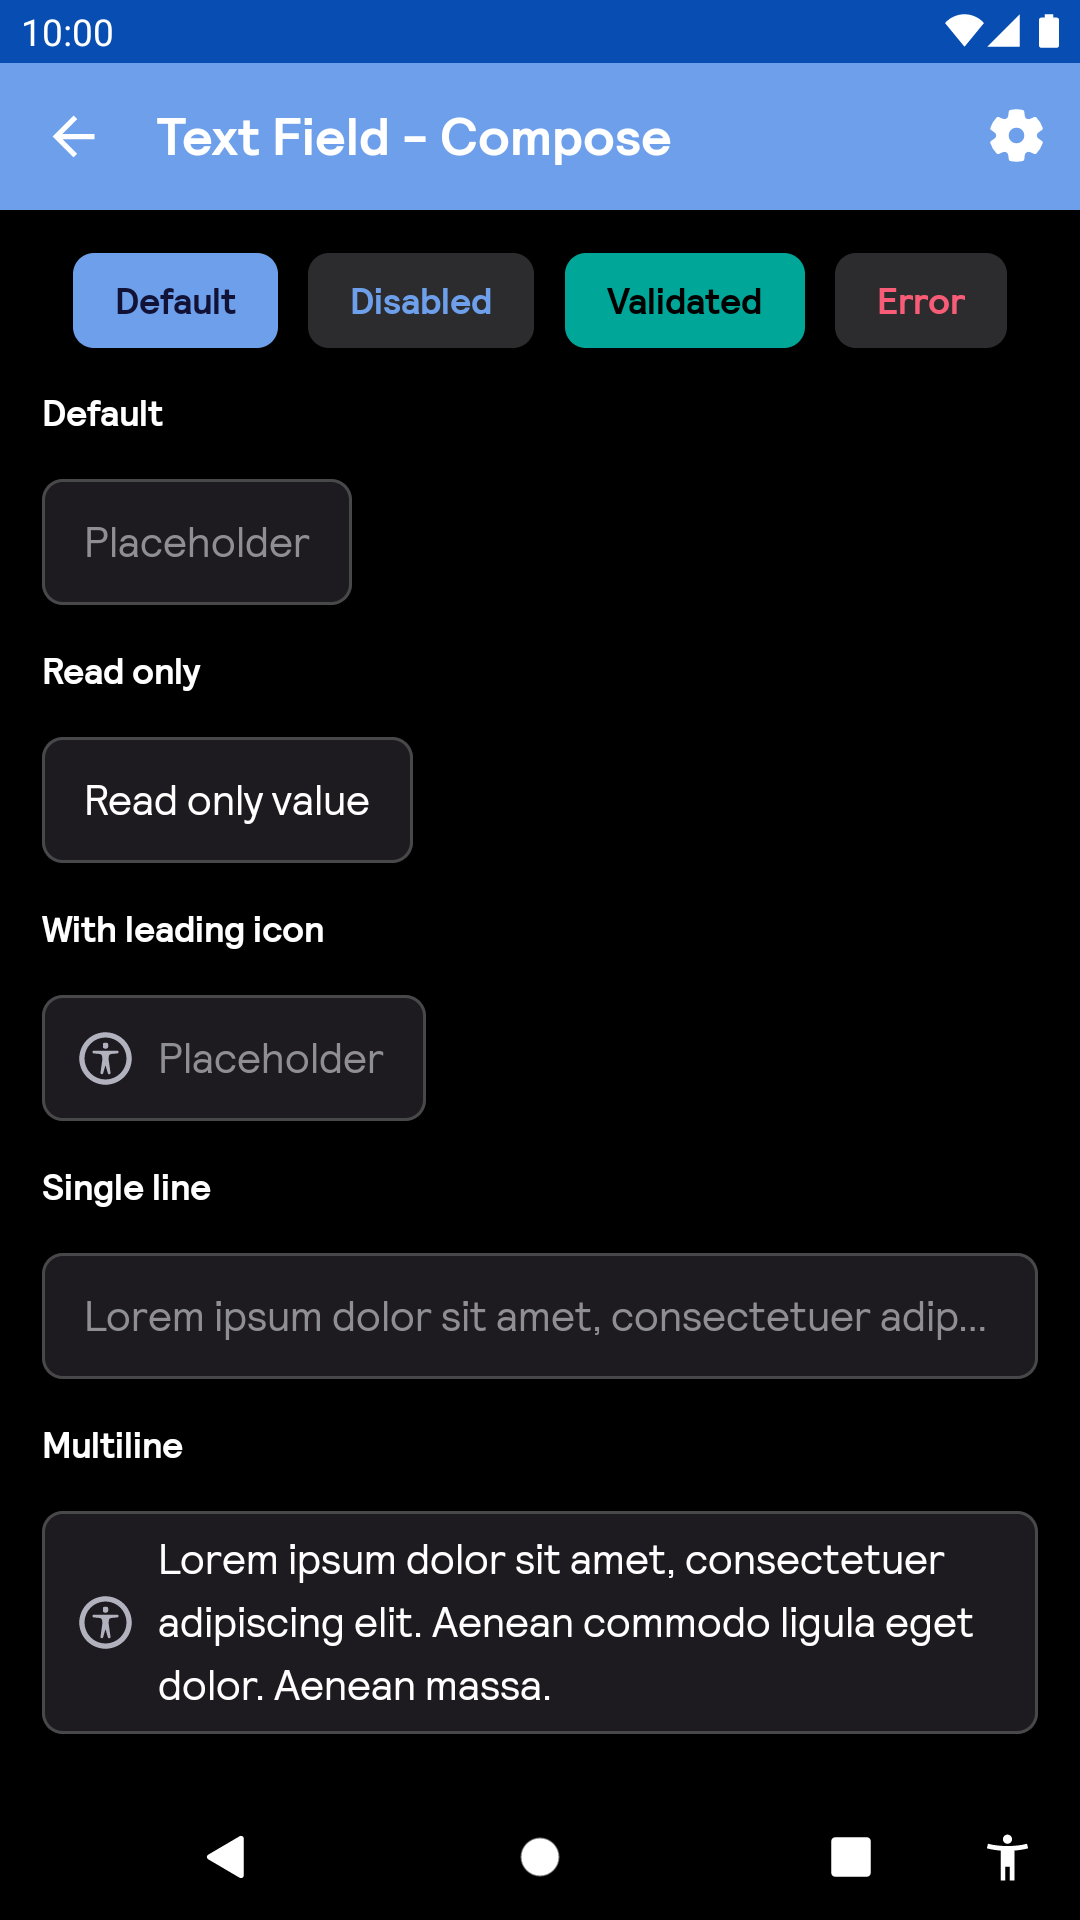 10:00
Text Field - Compose
Default
Disabled
Validated
Error
Default
Placeholder
Read only
Read only value
With leading icon
Placeholder
Single line
Lorem ipsum dolor sit amet, consectetuer adip...
Multiline
Lorem ipsum dolor sit amet, consectetuer
adipiscing elit. Aenean commodo ligula eget
dolor. Aenean massa.